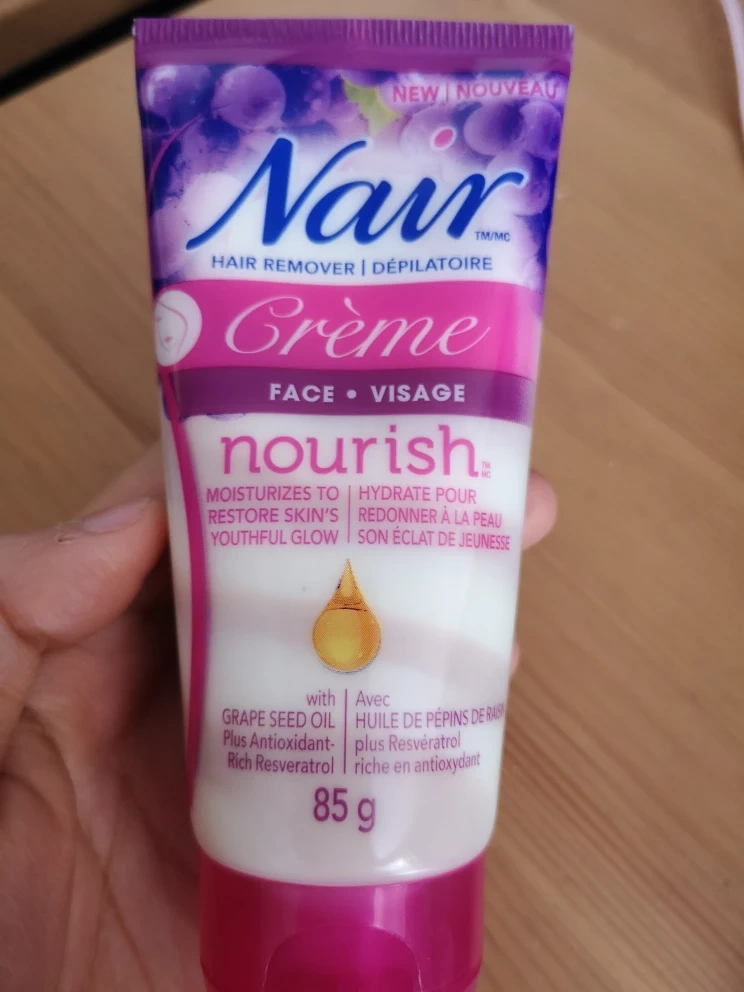 NEW | NOUVEAU
Nair TM/MC
HAIR REMOVER | DÉPILATOIRE
Crème
FACE • VISAGE
nourish TM MC
MOISTURIZES TO
RESTORE SKIN'S
YOUTHFUL GLOW
HYDRATE POUR
REDONNER À LA PEAU
SON ÉCLAT DE JEUNESSE
with
GRAPE SEED OIL
Plus Antioxidant-
Rich Resveratrol
Avec
HUILE DE PÉPINS DE RAISIN
plus Resvératrol
riche en antioxydant
85 g